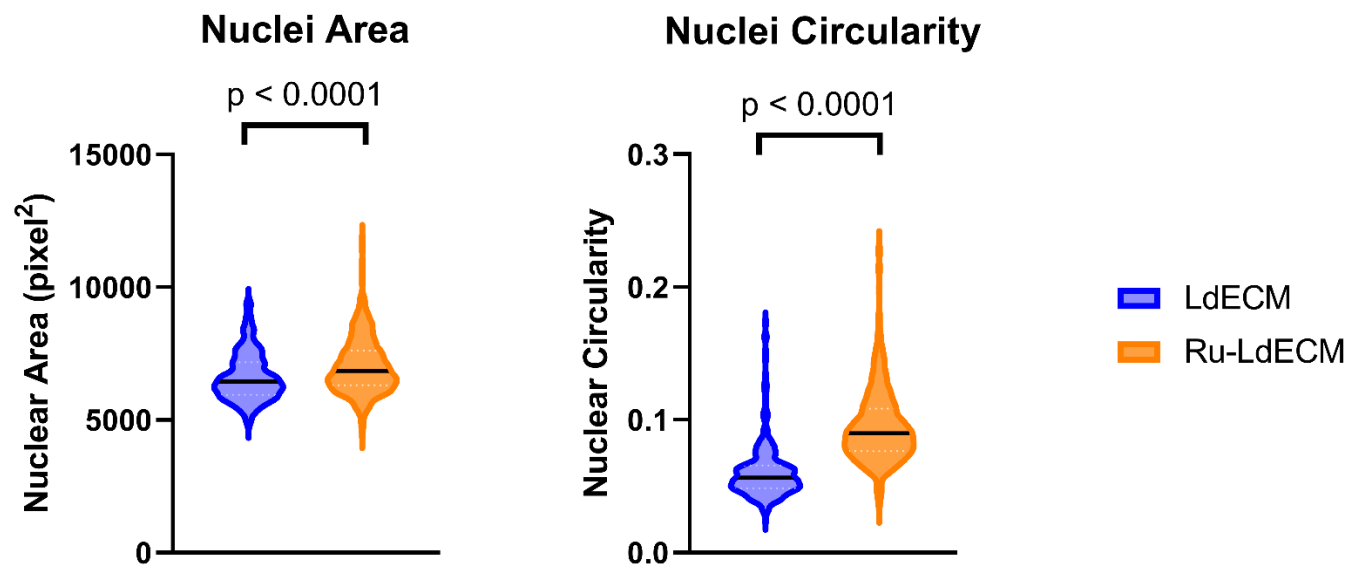 Nuclei Area
p < 0.0001
Nuclear Area (pixel²)
15000
10000
5000
0
Nuclei Circularity
p < 0.0001
Nuclear Circularity
0.3
0.2
0.1
0.0
LdECM
Ru-LdECM